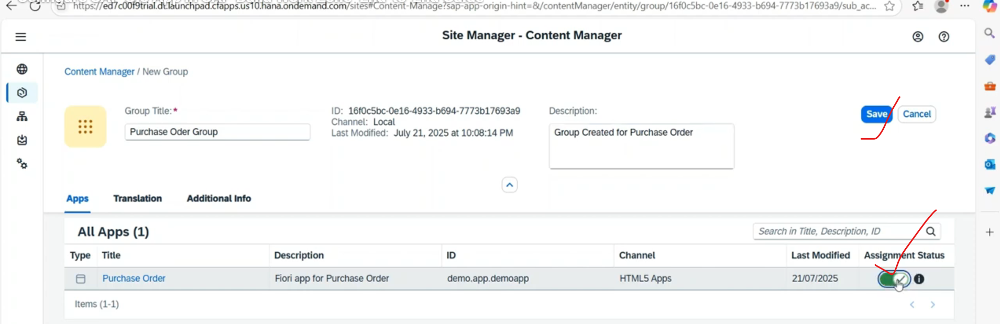 https://ed7c00f9trial.dt.launchpad.cfapps.us10.hana.ondemand.com/sites#Content-Manage?sap-app-origin-hint=&/contentManager/entity/group/16f0c5bc-0e16-4933-b694-7773b17693a9/sub_ac...
Site Manager - Content Manager
Content Manager / New Group
Group Title:*
ID: 16f0c5bc-0e16-4933-b694-7773b17693a9
Description:
Save
Cancel
Channel: Local
Purchase Oder Group
Last Modified: July 21, 2025 at 10:08:14 PM
Group Created for Purchase Order
Apps
Translation
Additional Info
All Apps (1)
Search in Title, Description, ID
Type Title Description ID Channel Last Modified Assignment Status
Purchase Order Fiori app for Purchase Order demo.app.demoapp HTML5 Apps 21/07/2025
Items (1-1)